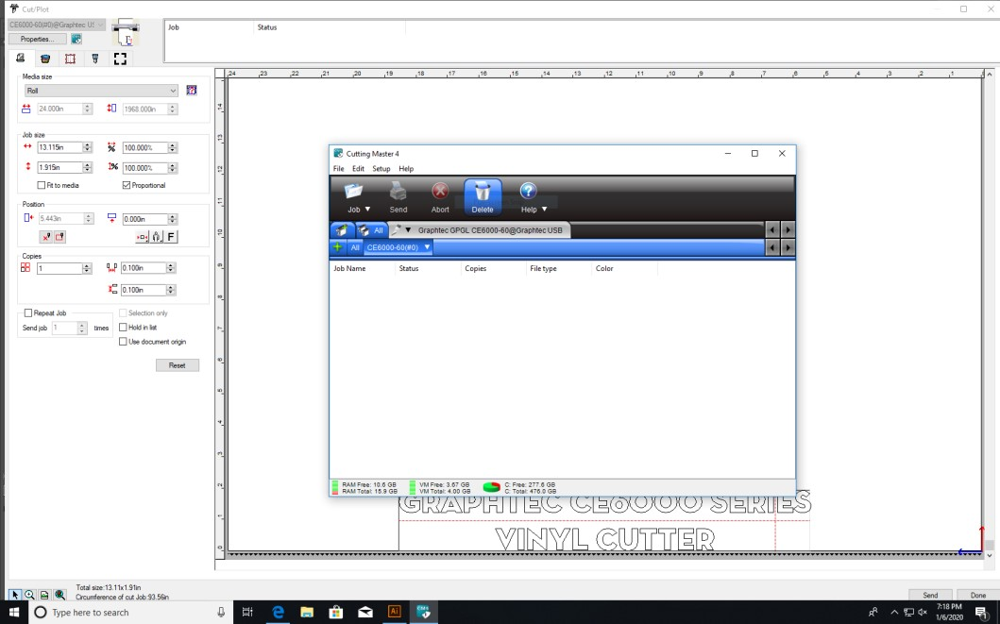 Cut/Plot
CE6000-60(#0)@Graphtec U!
Properties...
Job Status
Media size
Roll
24.000in 1968.000in
Job size
13.115in 100.000%
1.915in 100.000%
Fit to media Proportional
Position
5.443in 0.000in
F
Copies
1 0.100in
0.100in
Repeat Job Selection only
Send job 1 times Hold in list
Use document origin
Reset
24 23 22 21 20 19 18 17 16 15 14 13 12 11 10 9 8 7 6 5 4 3 2 1
14
13
12
11
10
9
8
7
6
5
4
3
2
1
0
Cutting Master 4
File Edit Setup Help
Job Send Abort Delete Help
All Graphtec GPGL CE6000-60@Graphtec USB
All CE6000-60(#0)
Job Name Status Copies File type Color
RAM Free: 10.6 GB VM Free: 3.67 GB C: Free: 277.6 GB
RAM Total: 15.9 GB VM Total: 4.00 GB C: Total: 476.0 GB
GRAPHTEC CE6000 SERIES
VINYL CUTTER
Total size:13.11x1.91in
Circumference of cut Job:93.56in
Send Done
Type here to search
Ai
7:18 PM
1/6/2020